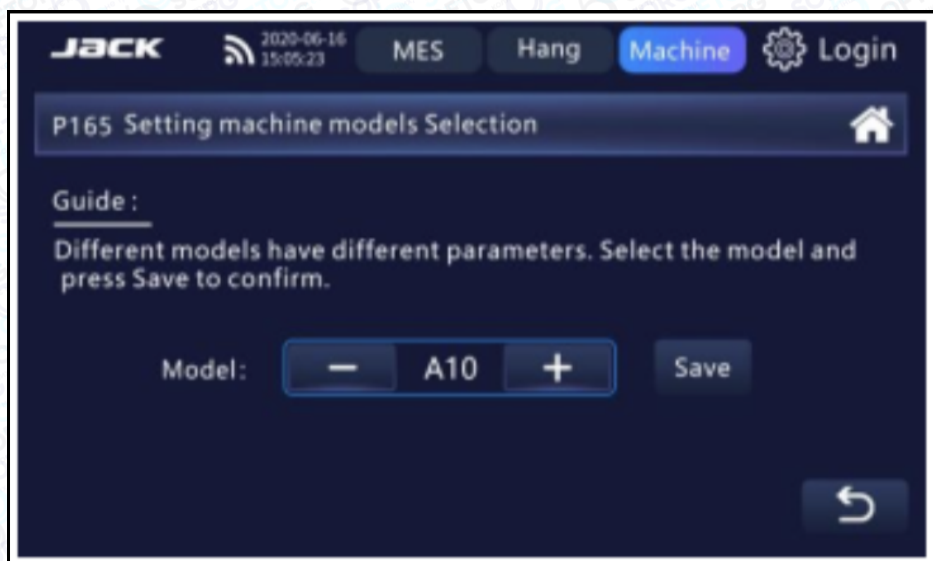 JACK
2020-06-16
15:05:23
MES
Hang
Machine
Login
P165 Setting machine models Selection
Guide :
Different models have different parameters. Select the model and
press Save to confirm.
Model:
−
A10
+
Save